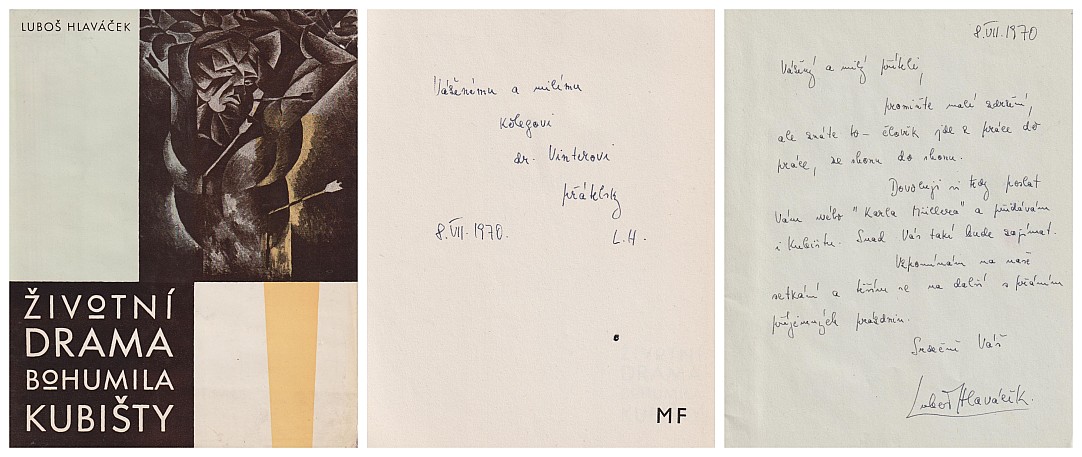 LUBOŠ HLAVÁČEK
ŽIVOTNÍ
DRAMA
BOHUMILA
KUBIŠTY
Váženému a milému
kolegovi
dr. Vinterovi
přátelsky
8. VII. 1970.
L. H.
MF
8. VII. 1970
Vážený a milý příteli,
promiňte malé zdržení,
ale znáte to – člověk jde z práce do
práce, ze shonu do shonu.
Dovoluji si tedy poslat
Vám "Karla Müllera" a přidávám
i Kubištu. Snad Vás také bude zajímat.
Vzpomínám na naše
setkání a těším se na další s přáním
příjemných prázdnin.
Srdečně Váš
Luboš Hlaváček.